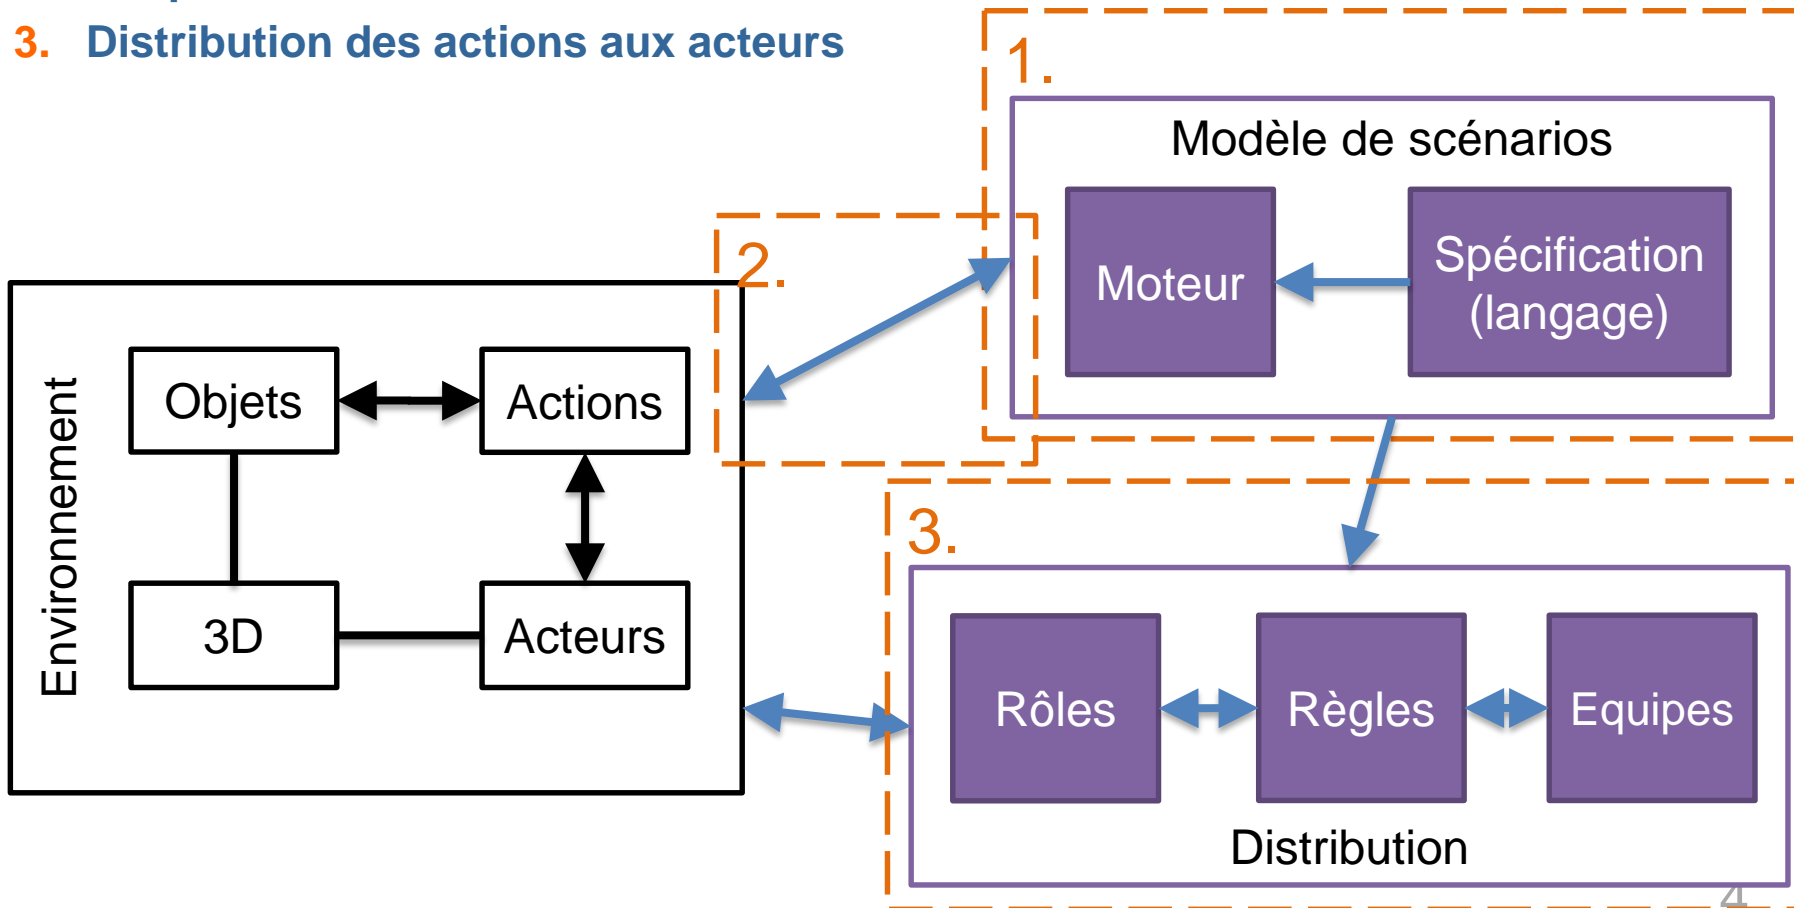 3. Distribution des actions aux acteurs
1.
Modèle de scénarios
Moteur
Spécification
(langage)
2.
Environnement
Objets
Actions
3D
Acteurs
3.
Rôles
Règles
Equipes
Distribution
4